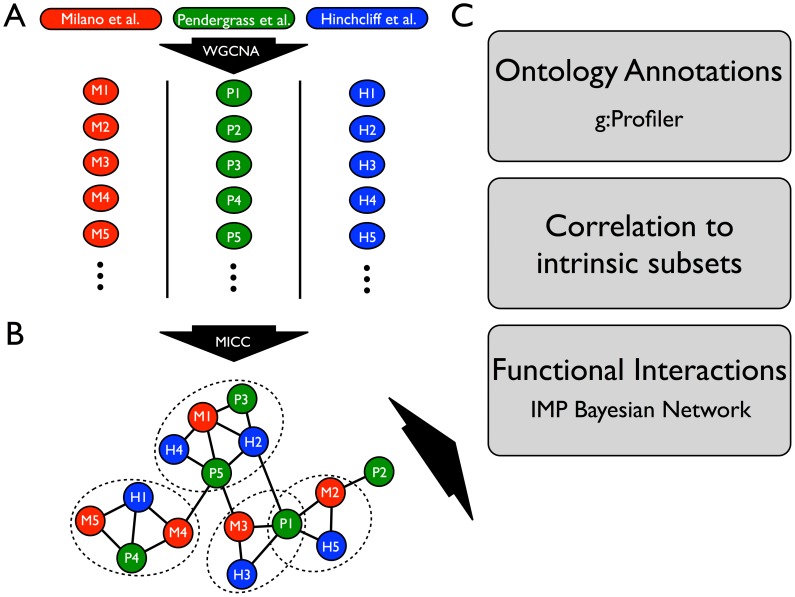 A
Milano et al.
Pendergrass et al.
Hinchcliff et al.
WGCNA
M1
P1
H1
M2
P2
H2
M3
P3
H3
M4
P4
H4
M5
P5
H5
B
MICC
P3
M1
H4
H2
P5
P2
H1
M2
M5
M4
M3
P1
P4
H5
H3
C
Ontology Annotations
g:Profiler
Correlation to
intrinsic subsets
Functional Interactions
IMP Bayesian Network